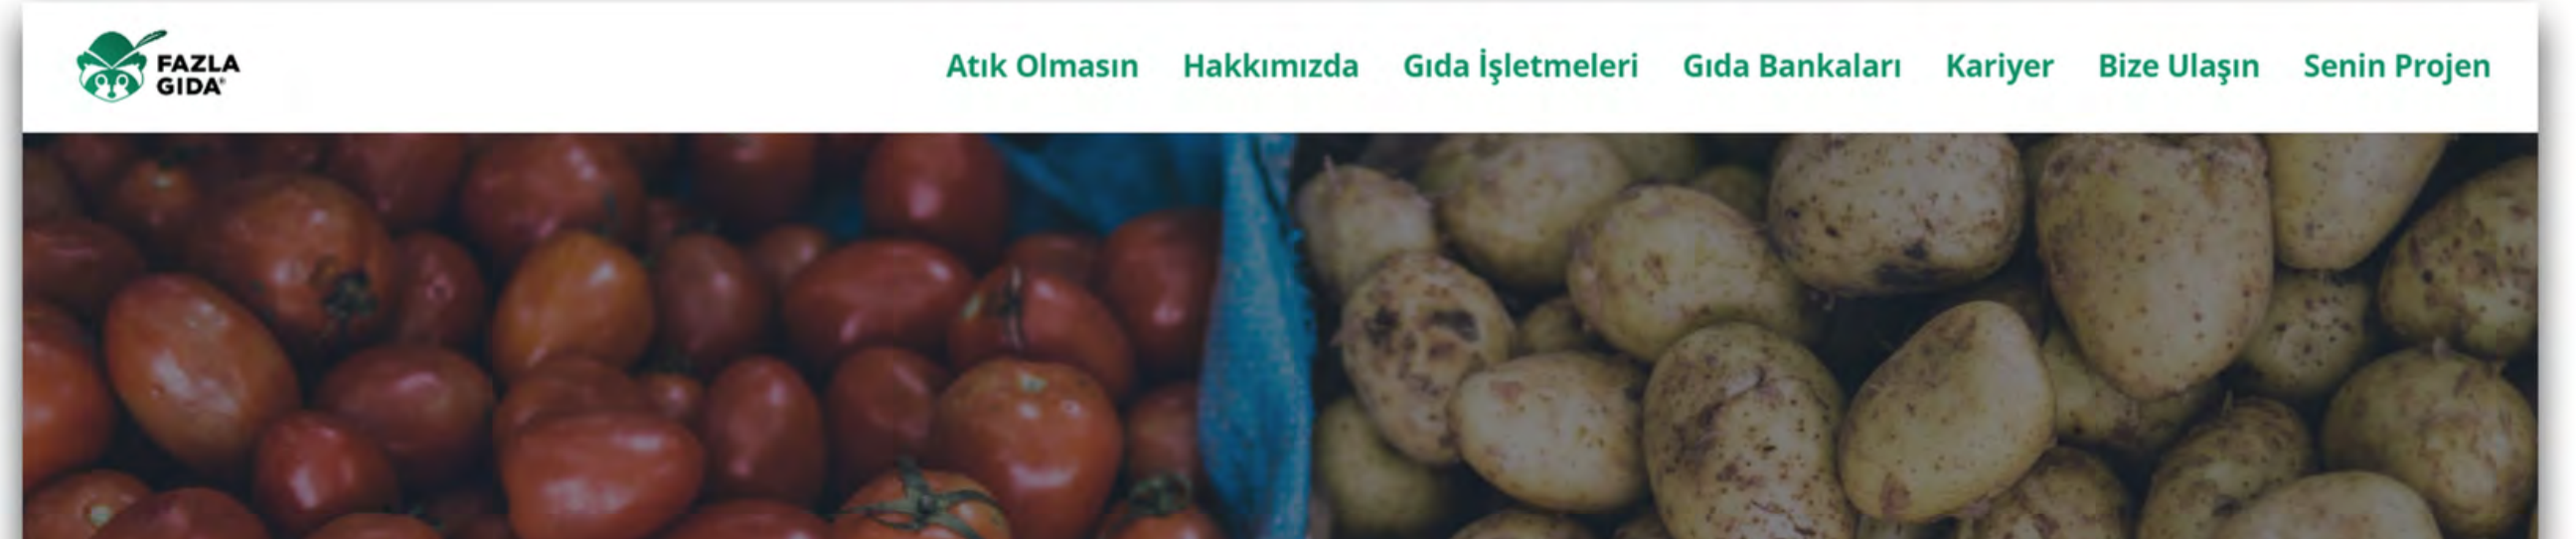 FAZLA
GIDA®
Atık Olmasın Hakkımızda Gıda İşletmeleri Gıda Bankaları Kariyer Bize Ulaşın Senin Projen